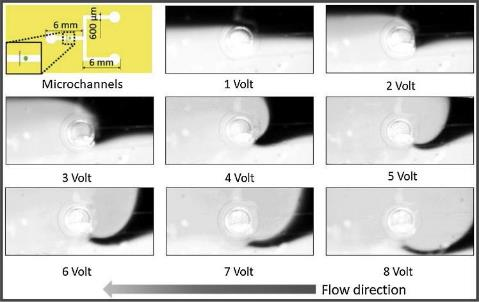 6 mm
600 µm
6 mm
Microchannels
1 Volt
2 Volt
3 Volt
4 Volt
5 Volt
6 Volt
7 Volt
8 Volt
Flow direction